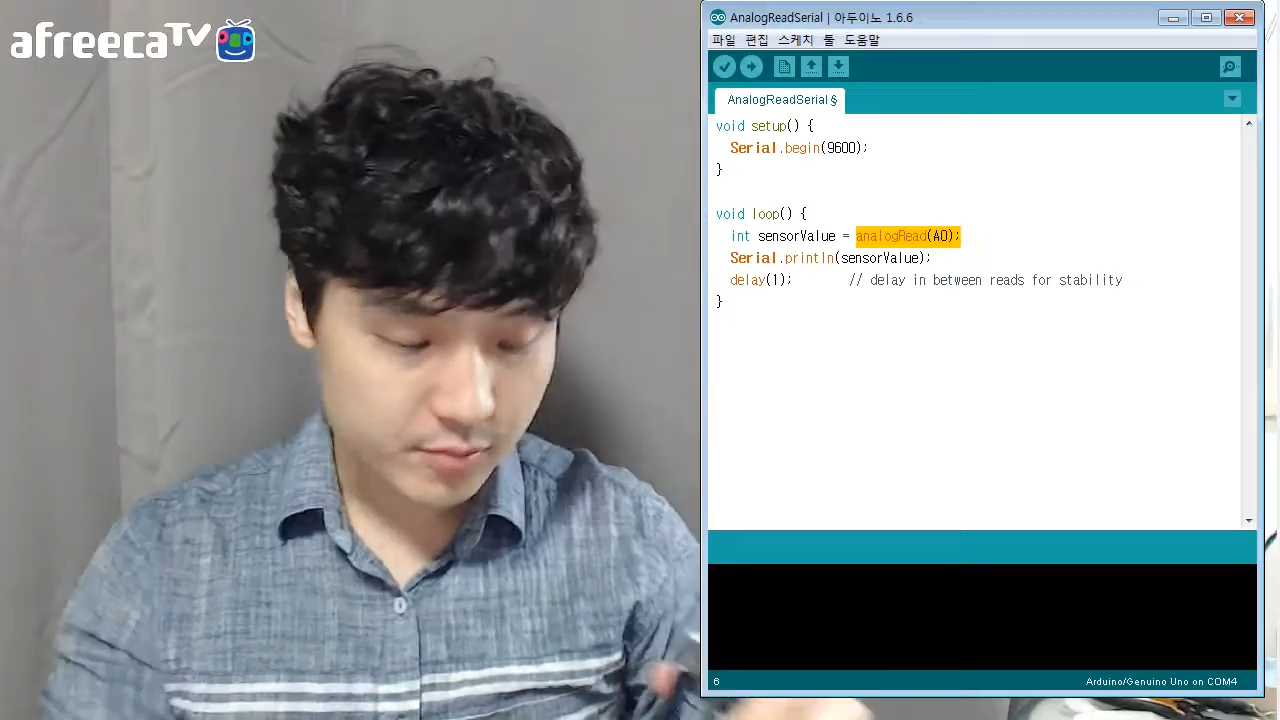 afreecaTV
AnalogReadSerial | 아두이노 1.6.6
파일 편집 스케치 툴 도움말
AnalogReadSerial §
void setup() {
Serial.begin(9600);
}
void loop() {
int sensorValue = analogRead(A0);
Serial.println(sensorValue);
delay(1);        // delay in between reads for stability
}
6
Arduino/Genuino Uno on COM4